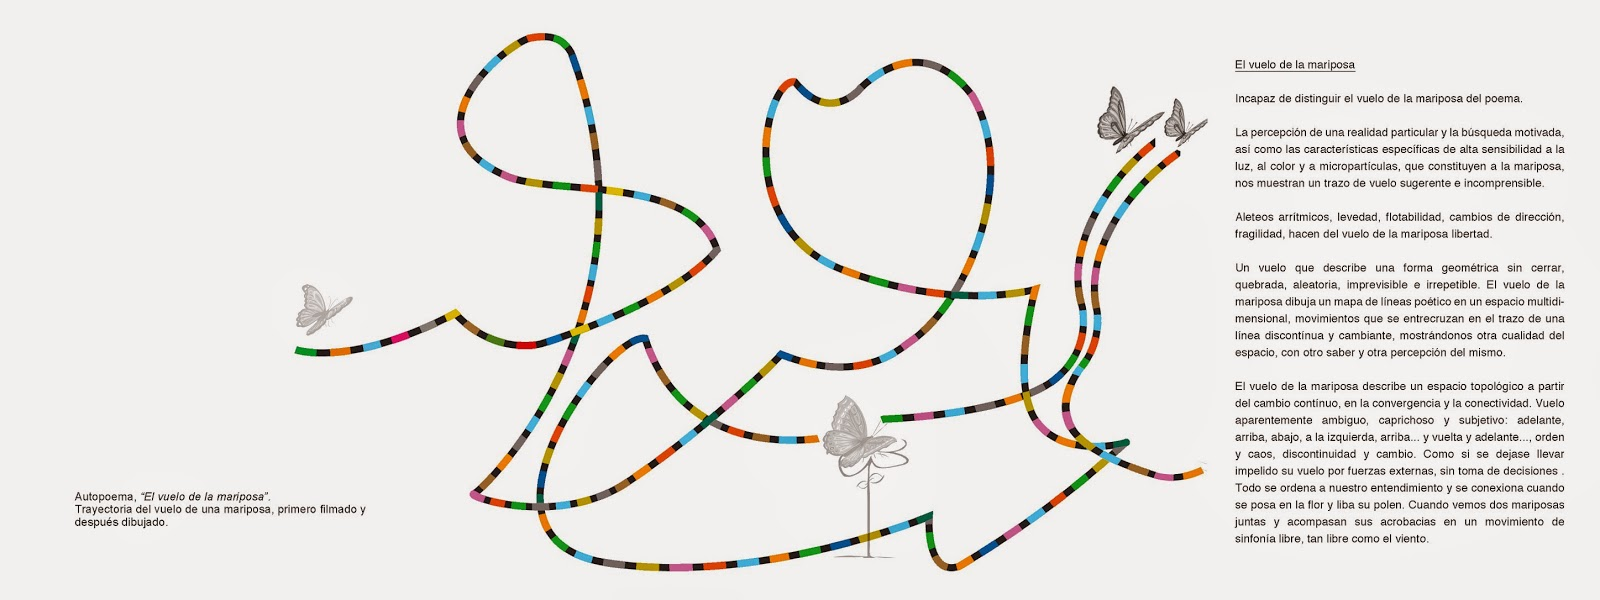 El vuelo de la mariposa
Incapaz de distinguir el vuelo de la mariposa del poema.
La percepción de una realidad particular y la búsqueda motivada,
así como las características específicas de alta sensibilidad a la
luz, al color y a micropartículas, que constituyen a la mariposa,
nos muestran un trazo de vuelo sugerente e incomprensible.
Aleteos arrítmicos, levedad, flotabilidad, cambios de dirección,
fragilidad, hacen del vuelo de la mariposa libertad.
Un vuelo que describe una forma geométrica sin cerrar,
quebrada, aleatoria, imprevisible e irrepetible. El vuelo de la
mariposa dibuja un mapa de líneas poético en un espacio multidi-
mensional, movimientos que se entrecruzan en el trazo de una
línea discontínua y cambiante, mostrándonos otra cualidad del
espacio, con otro saber y otra percepción del mismo.
El vuelo de la mariposa describe un espacio topológico a partir
del cambio contínuo, en la convergencia y la conectividad. Vuelo
aparentemente ambiguo, caprichoso y subjetivo: adelante,
arriba, abajo, a la izquierda, arriba... y vuelta y adelante..., orden
y caos, discontinuidad y cambio. Como si se dejase llevar
impelido su vuelo por fuerzas externas, sin toma de decisiones .
Todo se ordena a nuestro entendimiento y se conexiona cuando
se posa en la flor y liba su polen. Cuando vemos dos mariposas
juntas y acompasan sus acrobacias en un movimiento de
sinfonía libre, tan libre como el viento.
Autopoema, “El vuelo de la mariposa”.
Trayectoria del vuelo de una mariposa, primero filmado y
después dibujado.